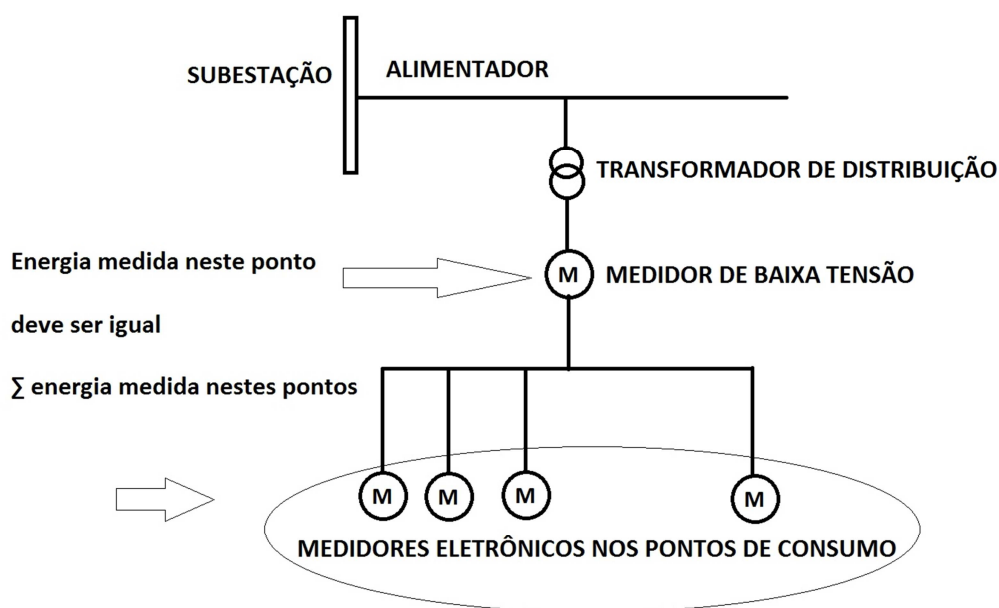 SUBESTAÇÃO
ALIMENTADOR
TRANSFORMADOR DE DISTRIBUIÇÃO
Energia medida neste ponto
M
MEDIDOR DE BAIXA TENSÃO
deve ser igual
∑ energia medida nestes pontos
M M M M
MEDIDORES ELETRÔNICOS NOS PONTOS DE CONSUMO